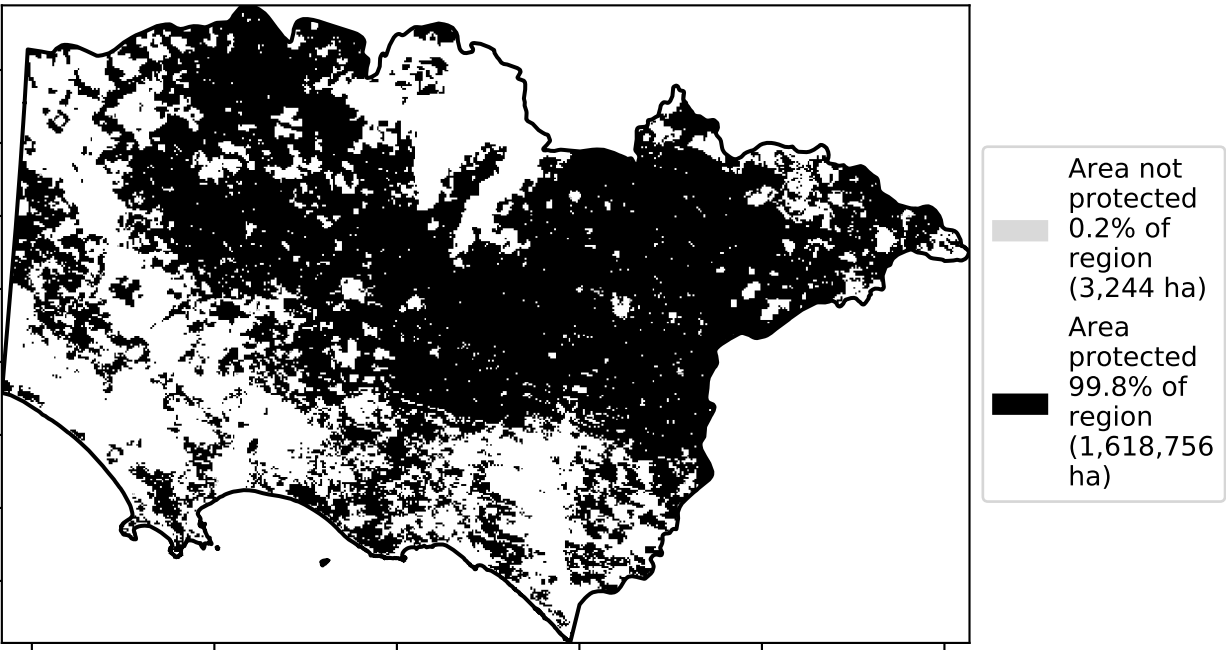 Area not
protected
0.2% of
region
(3,244 ha)
Area
protected
99.8% of
region
(1,618,756
ha)